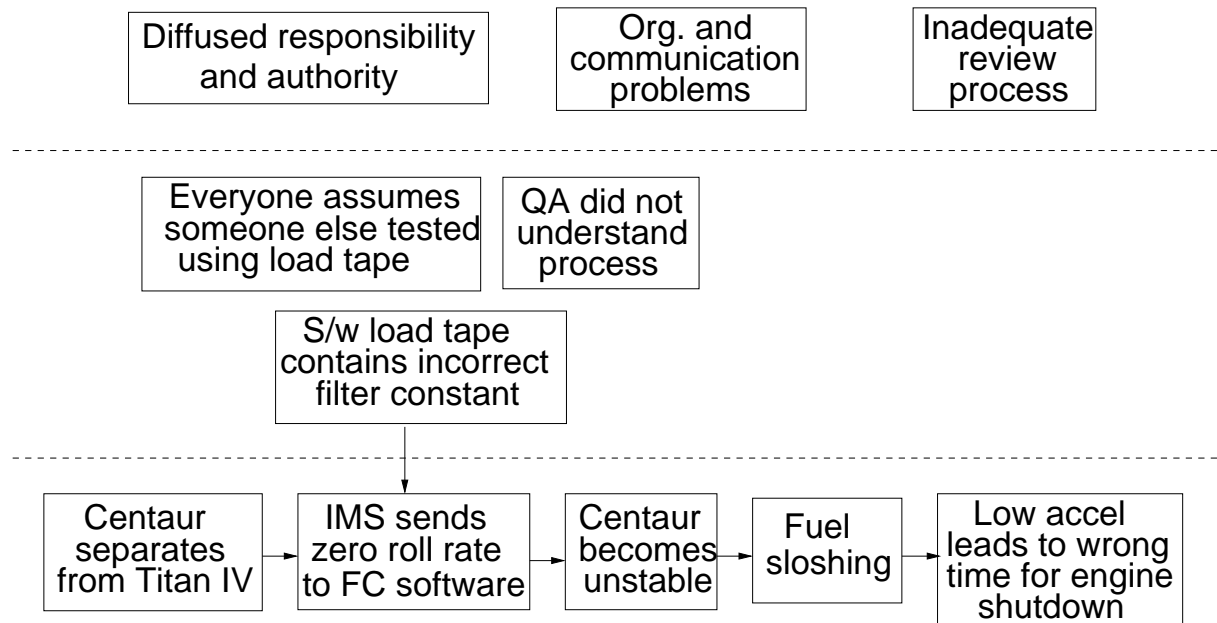 Diffused responsibility
and authority
Org. and
communication
problems
Inadequate
review
process
Everyone assumes
someone else tested
using load tape
QA did not
understand
process
S/w load tape
contains incorrect
filter constant
Centaur
separates
from Titan IV
IMS sends
zero roll rate
to FC software
Centaur
becomes
unstable
Fuel
sloshing
Low accel
leads to wrong
time for engine
shutdown